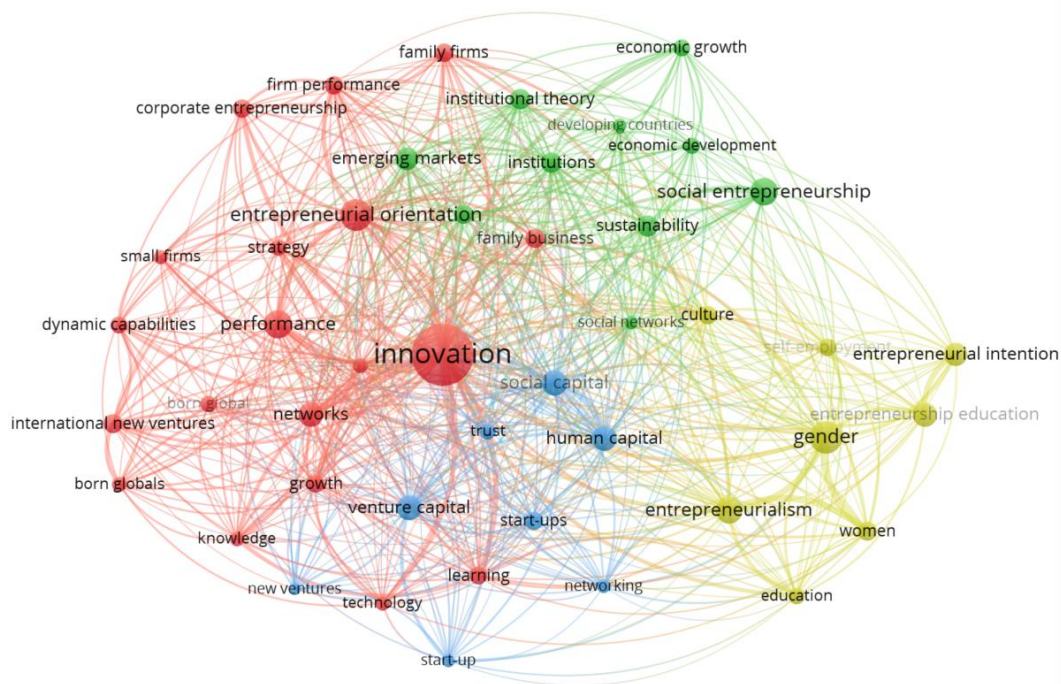 family firms
economic growth
firm performance
institutional theory
corporate entrepreneurship
developing countries
economic development
emerging markets
institutions
social entrepreneurship
entrepreneurial orientation
sustainability
family business
strategy
small firms
culture
dynamic capabilities
performance
social networks
innovation
self-employment
entrepreneurial intention
social capital
born global
networks
entrepreneurship education
international new ventures
trust
human capital
gender
born globals
growth
venture capital
start-ups
entrepreneurialism
women
knowledge
learning
new ventures
networking
technology
education
start-up